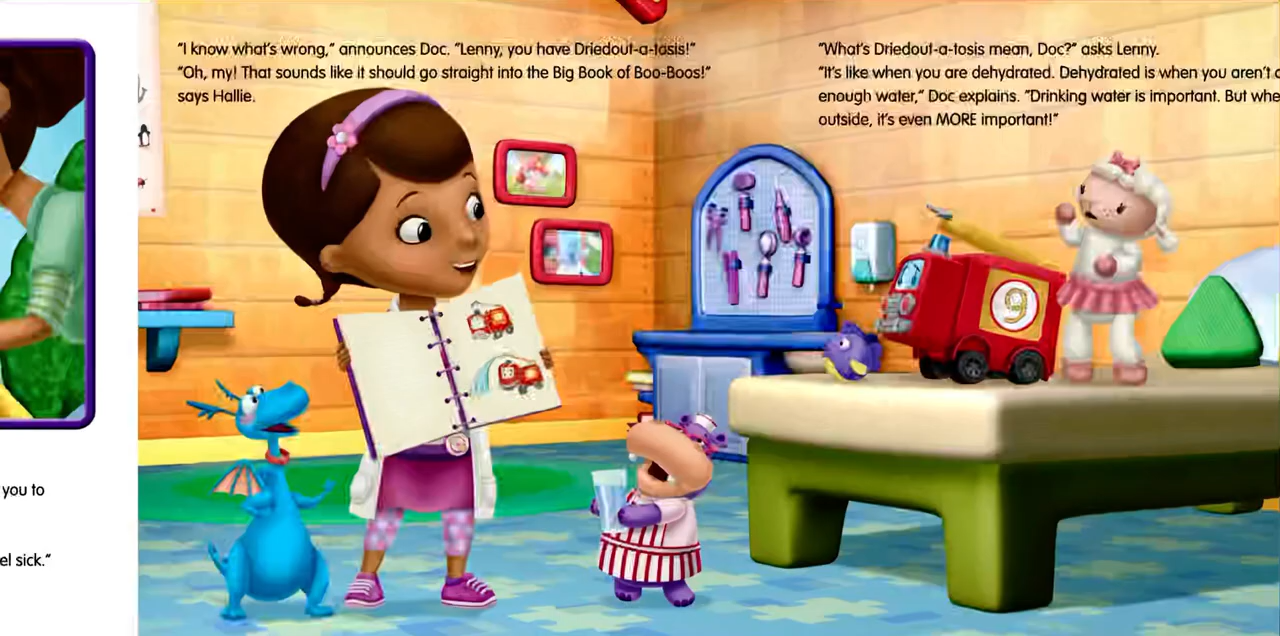 "I know what's wrong," announces Doc. "Lenny, you have Driedout-a-tosis!"
"Oh, my! That sounds like it should go straight into the Big Book of Boo-Boos!"
says Hallie.
"What's Driedout-a-tosis mean, Doc?" asks Lenny.
"It's like when you are dehydrated. Dehydrated is when you aren't
enough water," Doc explains. "Drinking water is important. But
outside, it's even MORE important!"
9
you to
sick."